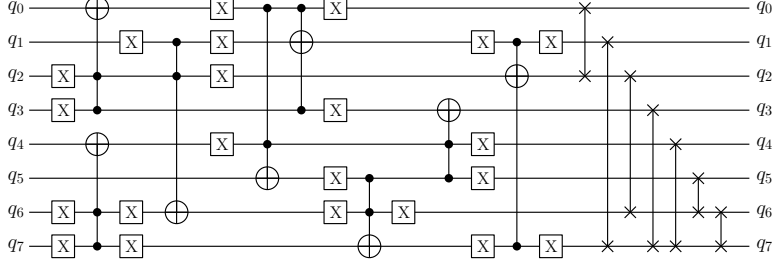 q0 X X q0
q1 X X X X q1
q2 X X q2
q3 X X q3
q4 X X q4
q5 X X q5
q6 X X X X q6
q7 X X X X q7